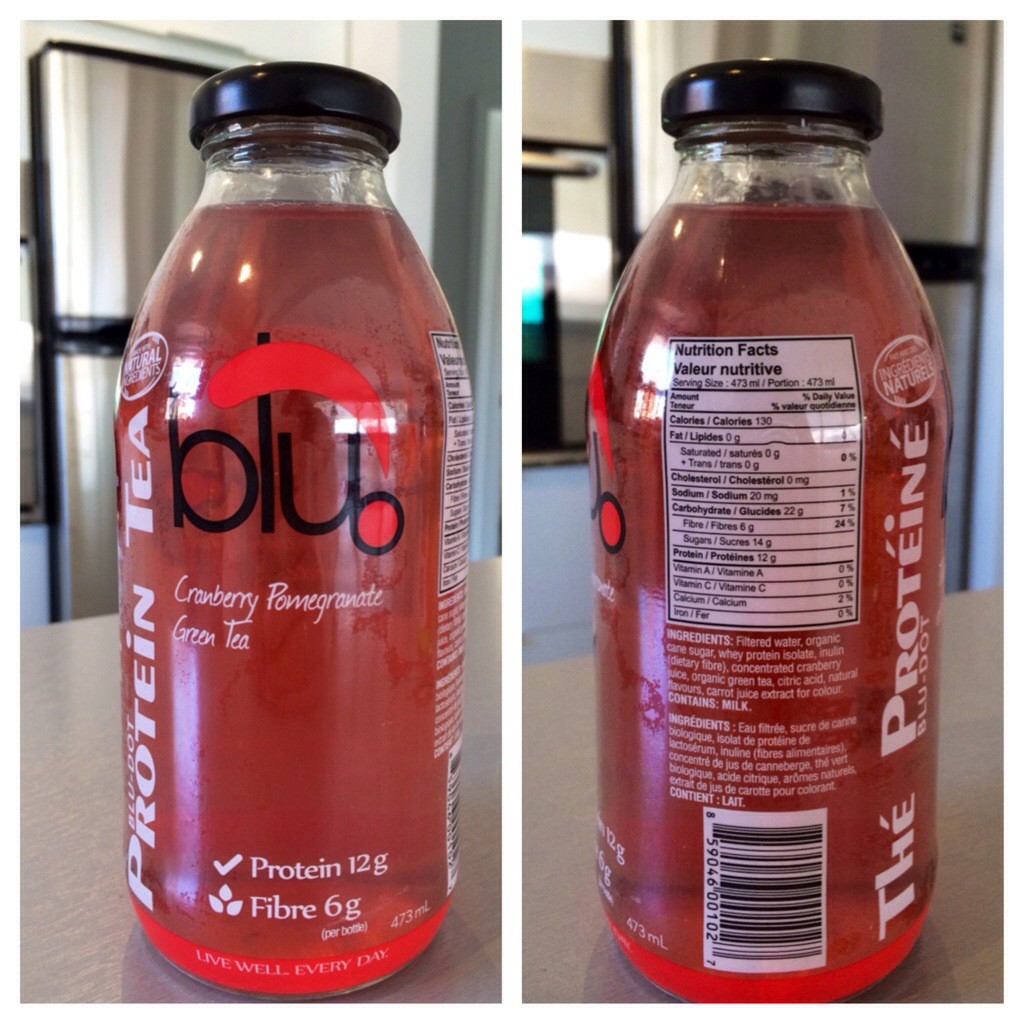 NATURAL
INGREDIENTS
BLU-DOT
PROTEIN TEA
blu
Cranberry Pomegranate
Green Tea
Protein 12g
Fibre 6g
(per bottle)
473 mL
LIVE WELL. EVERY DAY.
Nutrition Facts
Valeur nutritive
Serving Size : 473 ml / Portion : 473 ml
Amount % Daily Value
Teneur % valeur quotidienne
Calories / Calories 130
Fat / Lipides 0 g
Saturated / saturés 0 g
+ Trans / trans 0 g 0 %
Cholesterol / Cholestérol 0 mg
Sodium / Sodium 20 mg 1 %
Carbohydrate / Glucides 22 g 7 %
Fibre / Fibres 6 g 24 %
Sugars / Sucres 14 g
Protein / Protéines 12 g
Vitamin A / Vitamine A 0 %
Vitamin C / Vitamine C 0 %
Calcium / Calcium 2 %
Iron / Fer 0 %
INGREDIENTS: Filtered water, organic
cane sugar, whey protein isolate, inulin
(dietary fibre), concentrated cranberry
juice, organic green tea, citric acid, natural
flavours, carrot juice extract for colour.
CONTAINS: MILK.
INGRÉDIENTS : Eau filtrée, sucre de canne
biologique, isolat de protéine de
lactosérum, inuline (fibres alimentaires),
concentré de jus de canneberge, thé vert
biologique, acide citrique, arômes naturels,
extrait de jus de carotte pour colorant.
CONTIENT : LAIT.
8 59046 00102 7
12g
6g
473 mL
INGRÉDIENTS
NATURELS
THÉ PROTÉINÉ
BLU-DOT